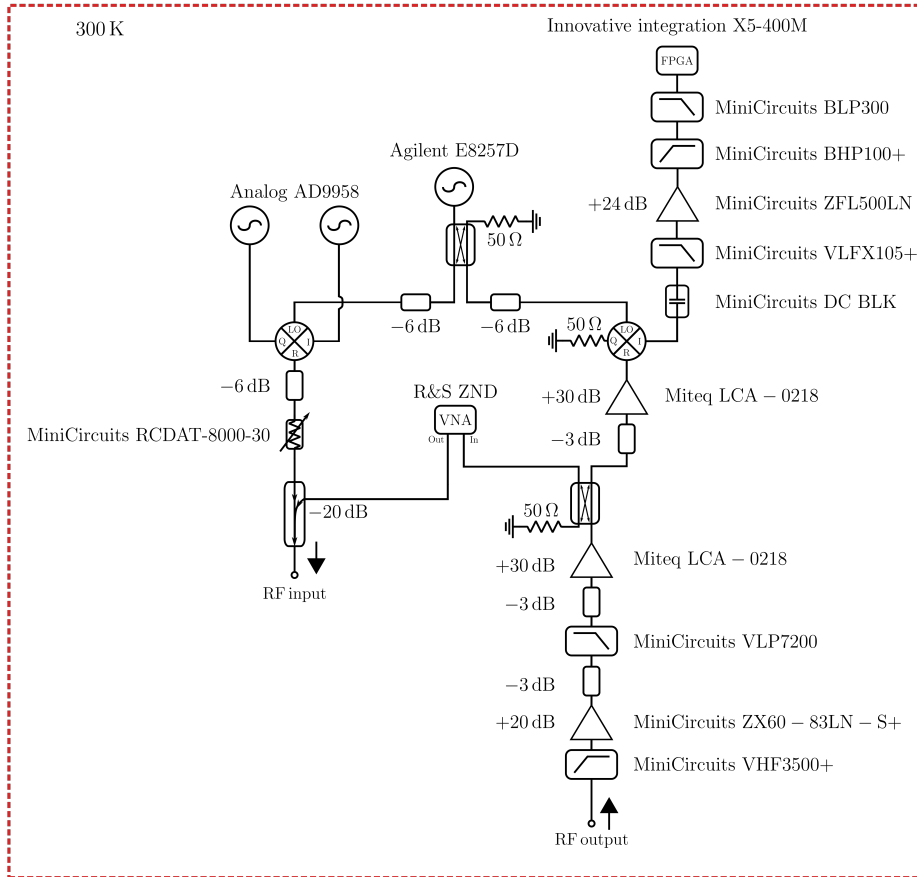 300 K
Innovative integration X5-400M
FPGA
MiniCircuits BLP300
MiniCircuits BHP100+
+24 dB
MiniCircuits ZFL500LN
MiniCircuits VLFX105+
MiniCircuits DC BLK
Agilent E8257D
50 Ω
Analog AD9958
−6 dB
−6 dB
LO
Q
I
R
50 Ω
LO
Q
I
R
−6 dB
MiniCircuits RCDAT-8000-30
R&S ZND
VNA
Out
In
+30 dB
Miteq LCA − 0218
−3 dB
−20 dB
RF input
50 Ω
+30 dB
Miteq LCA − 0218
−3 dB
MiniCircuits VLP7200
−3 dB
+20 dB
MiniCircuits ZX60 − 83LN − S+
MiniCircuits VHF3500+
RF output